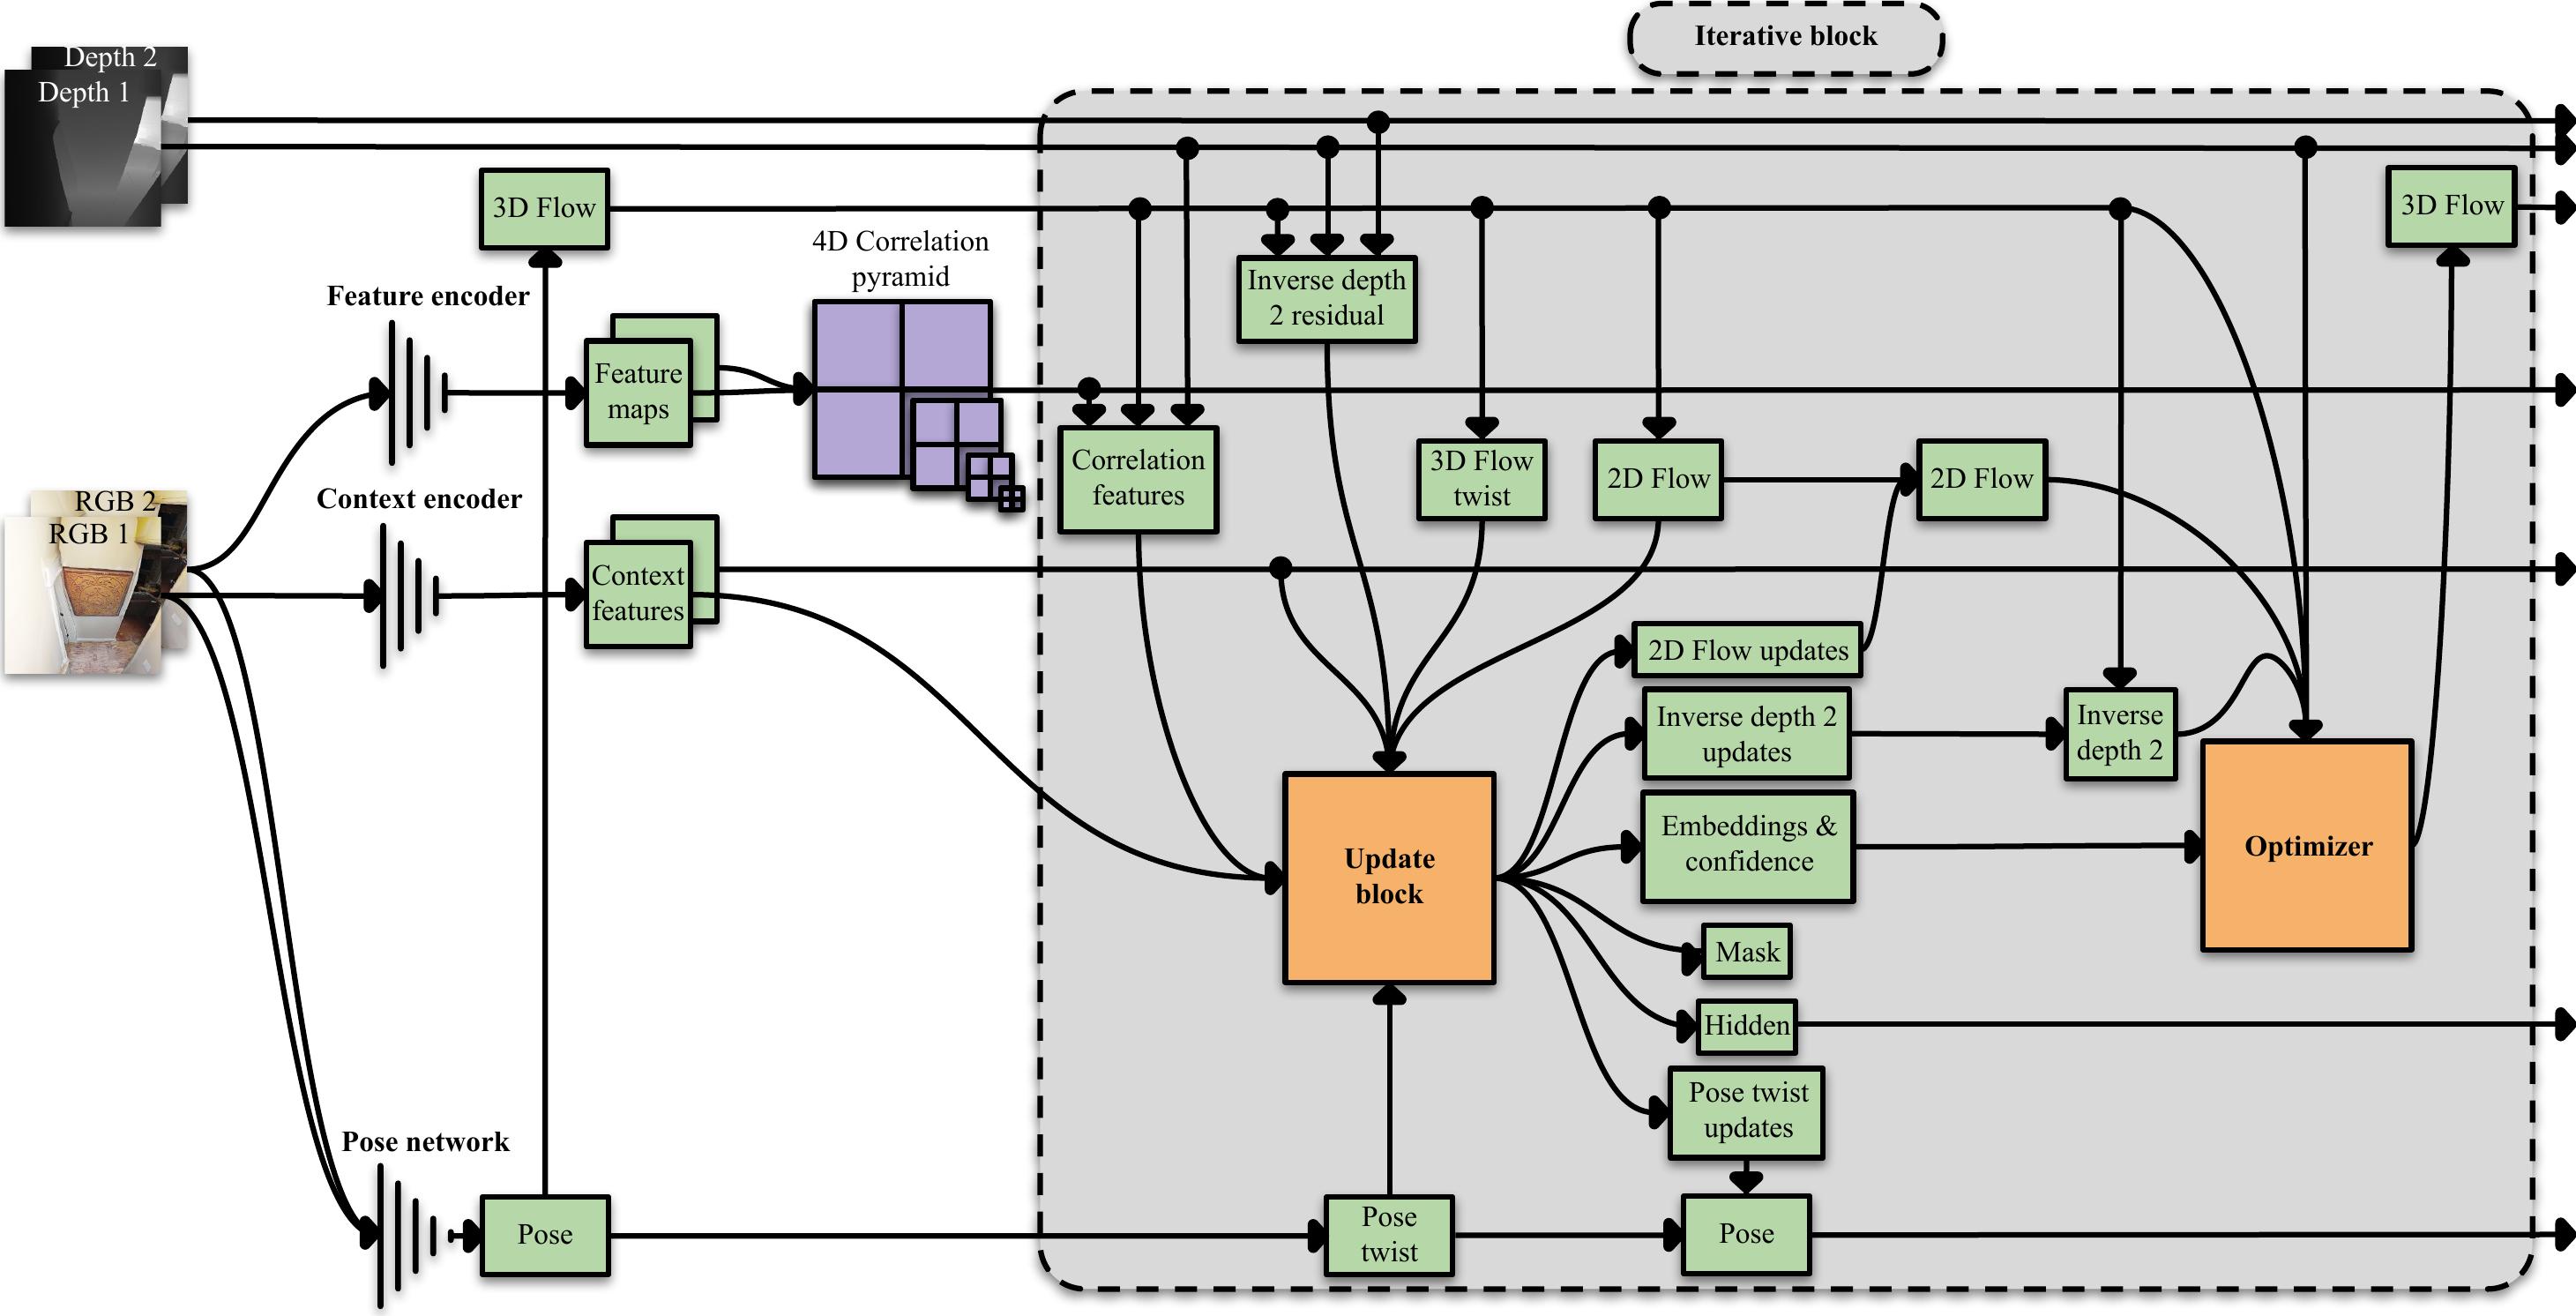 Iterative block
Depth 2
Depth 1
3D Flow
3D Flow
4D Correlation
pyramid
Feature encoder
Inverse depth
2 residual
Feature
maps
Correlation
features
3D Flow
twist
2D Flow
2D Flow
Context encoder
RGB 2
RGB 1
Context
features
2D Flow updates
Inverse depth 2
updates
Inverse
depth 2
Embeddings &
confidence
Update
block
Optimizer
Mask
Hidden
Pose twist
updates
Pose network
Pose
Pose
twist
Pose